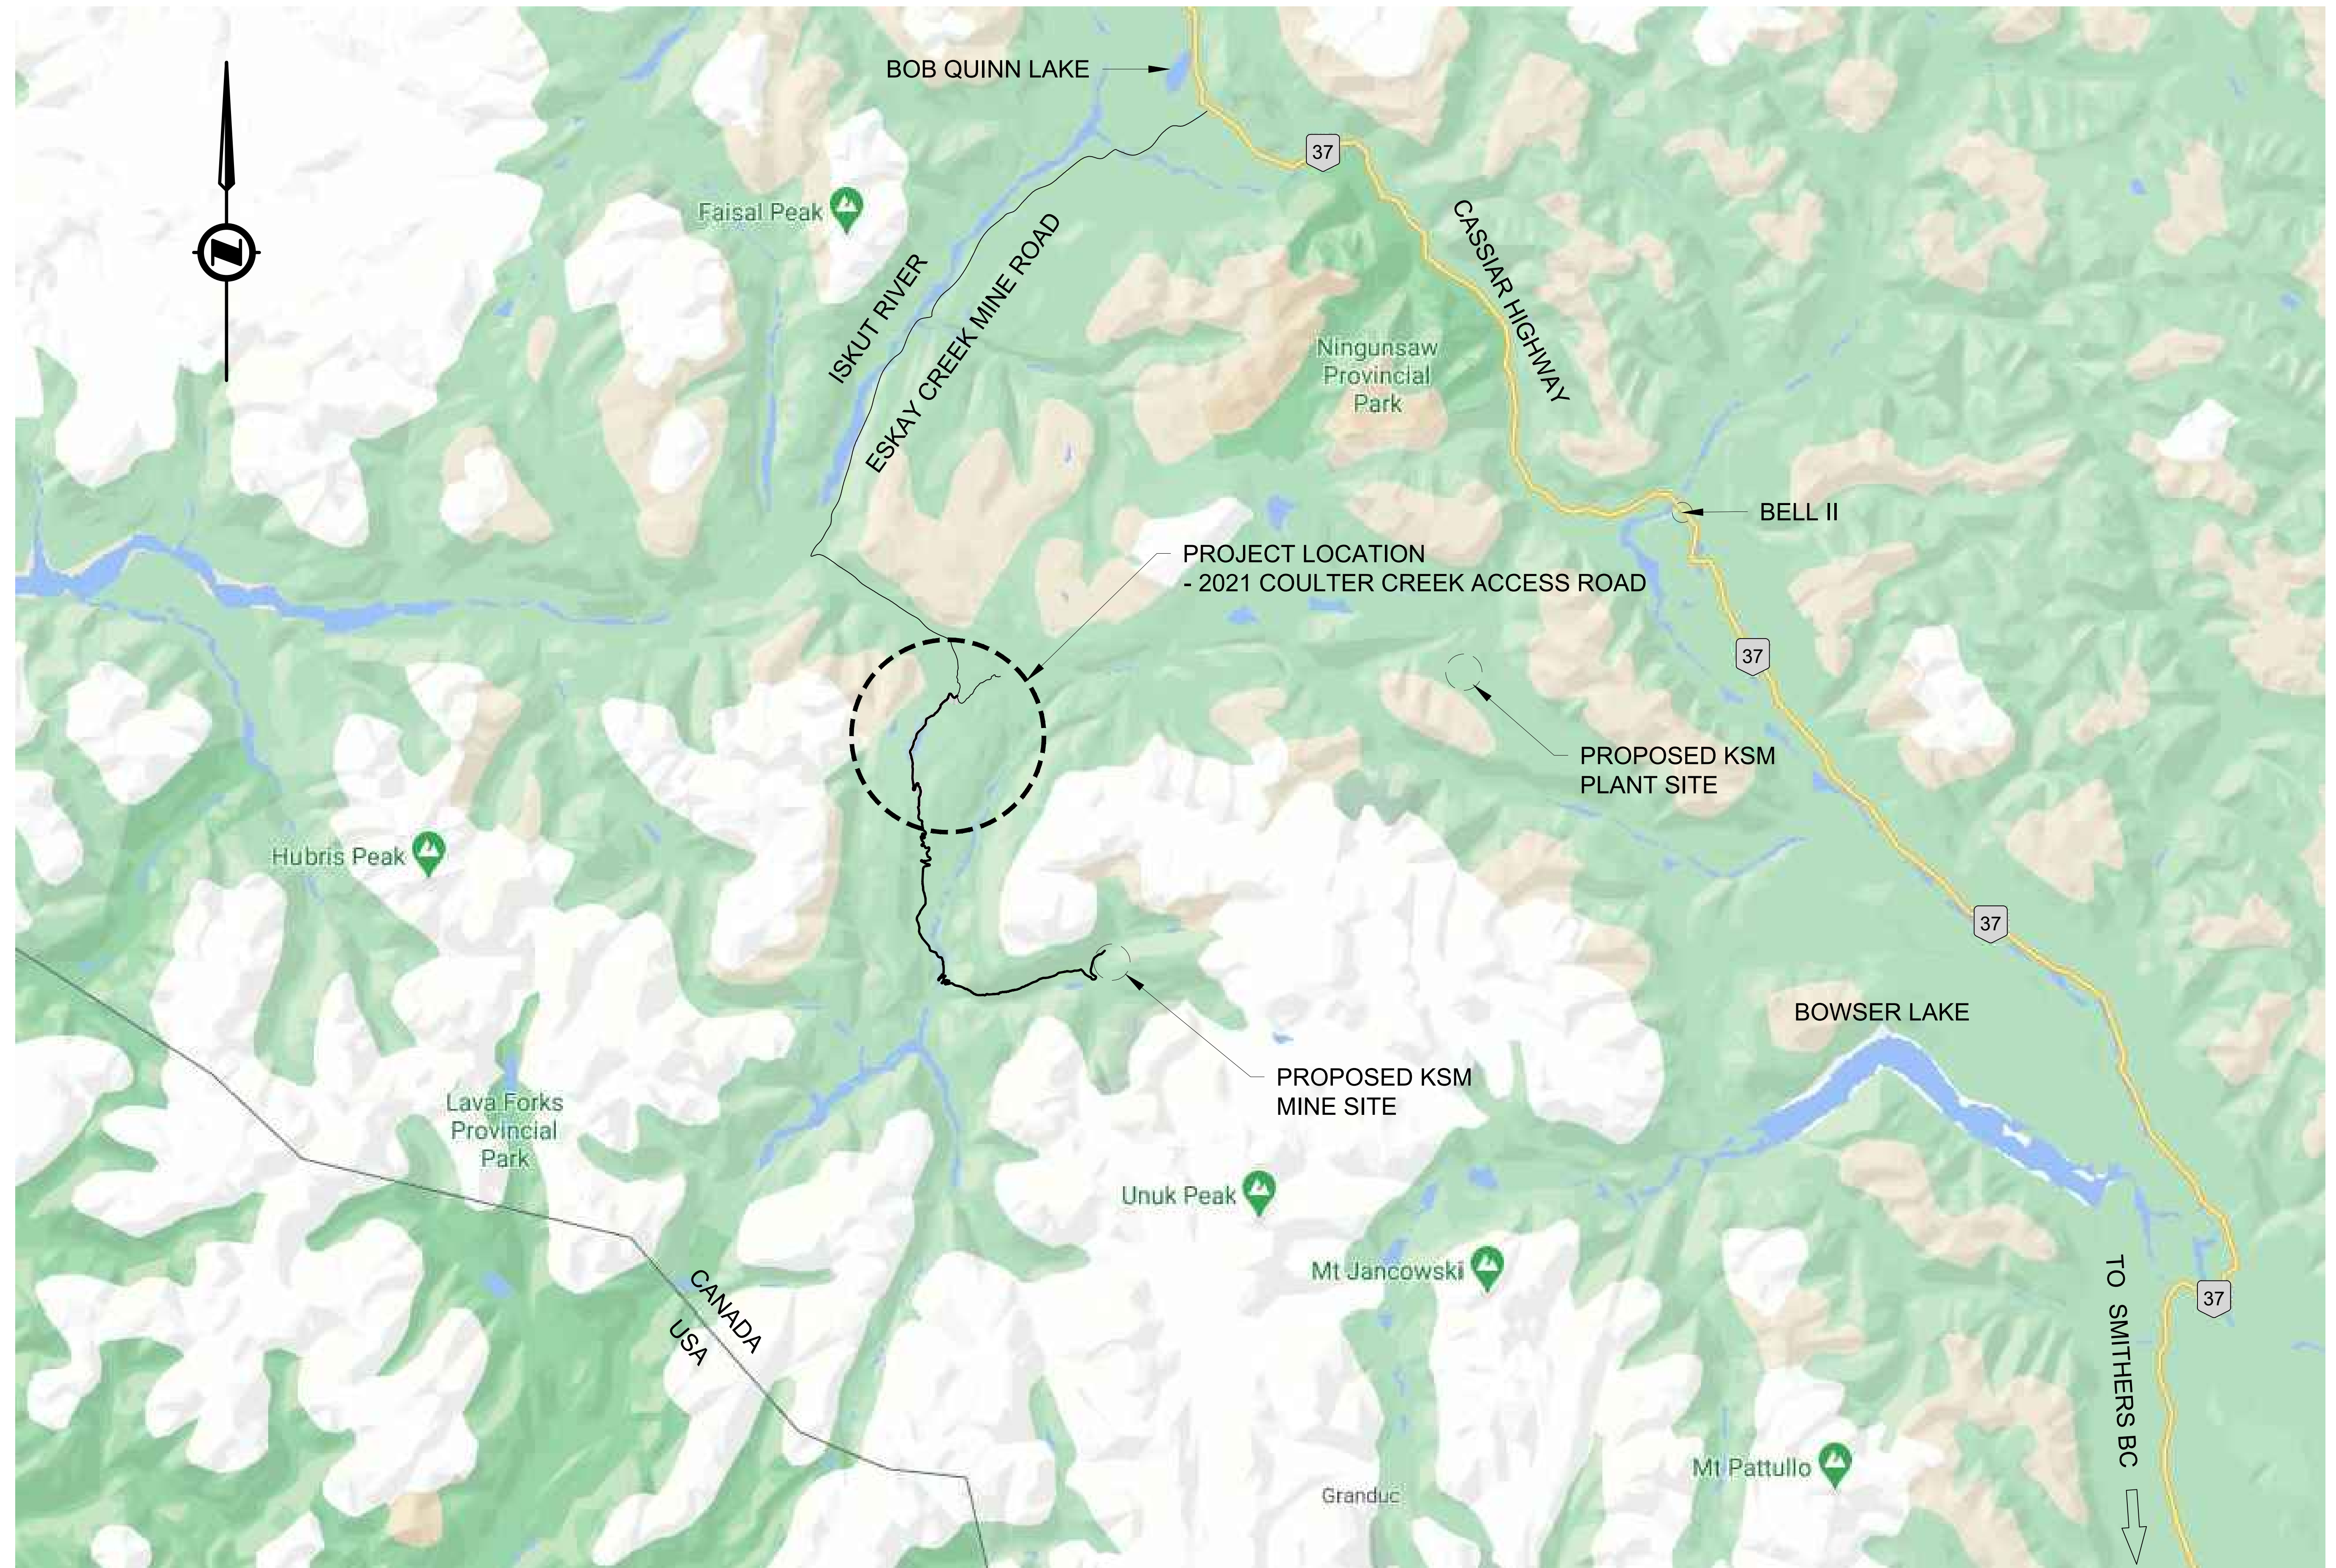 BOB QUINN LAKE
37
Faisal Peak
CASSIAR HIGHWAY
ISKUT RIVER
ESKAY CREEK MINE ROAD
Ningunsaw
Provincial
Park
N
BELL II
PROJECT LOCATION
- 2021 COULTER CREEK ACCESS ROAD
37
PROPOSED KSM
PLANT SITE
Hubris Peak
37
BOWSER LAKE
PROPOSED KSM
MINE SITE
Lava Forks
Provincial
Park
Unuk Peak
Mt Jancowski
37
CANADA
USA
TO SMITHERS BC
Mt Pattullo
Granduc